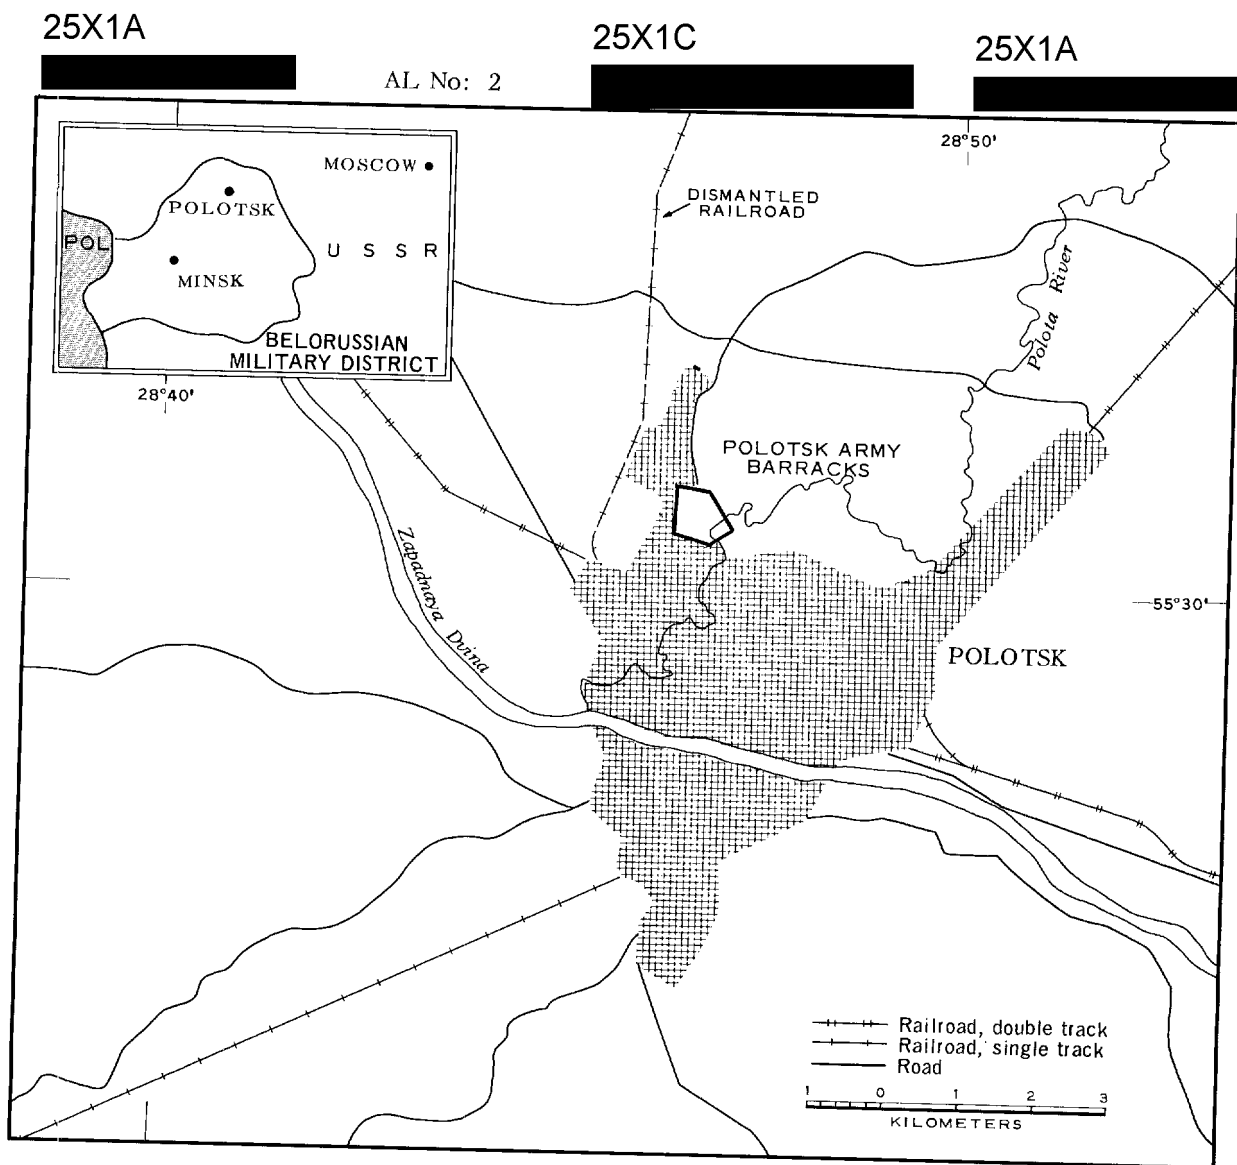 25X1A
25X1C
25X1A
AL No: 2
28°50'
MOSCOW
POLOTSK
POL
U S S R
MINSK
BELORUSSIAN
MILITARY DISTRICT
DISMANTLED
RAILROAD
Polota River
28°40'
POLOTSK ARMY
BARRACKS
Zapadnaya Dvina
55°30'
POLOTSK
Railroad, double track
Railroad, single track
Road
1 0 1 2 3
KILOMETERS